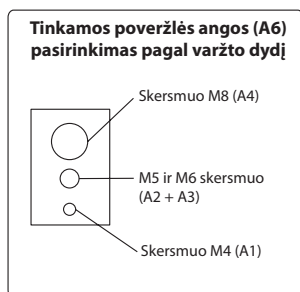 Tinkamos poveržlės angos (A6)
pasirinkimas pagal varžto dydį
Skersmuo M8 (A4)
M5 ir M6 skersmuo
(A2 + A3)
Skersmuo M4 (A1)